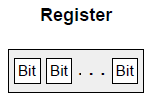 Register
Bit Bit . . . Bit